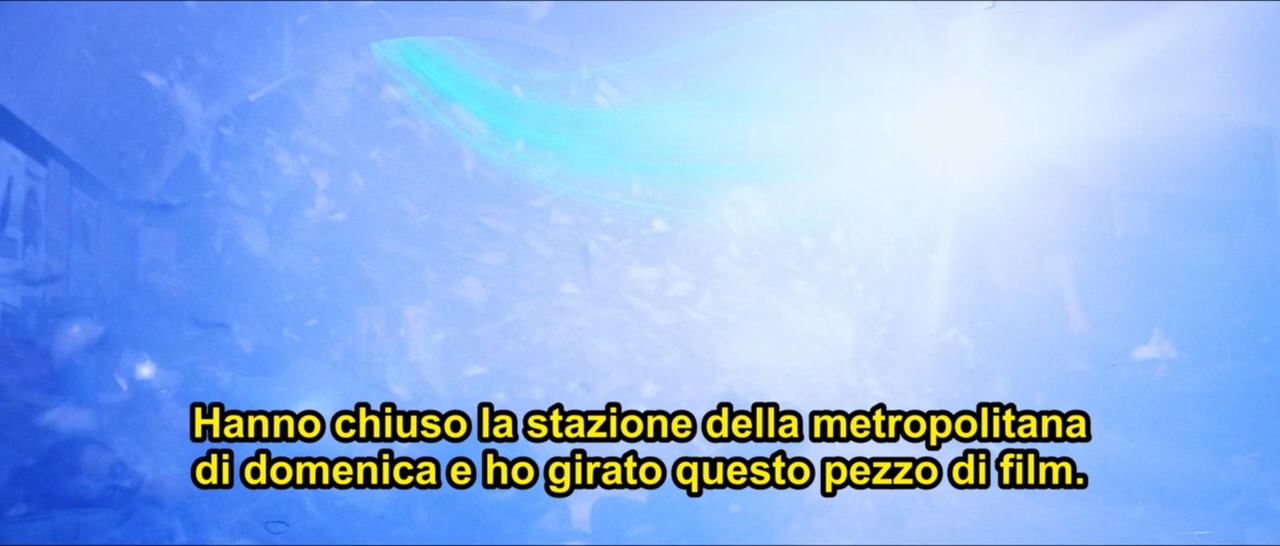 Hanno chiuso la stazione della metropolitana
di domenica e ho girato questo pezzo di film.